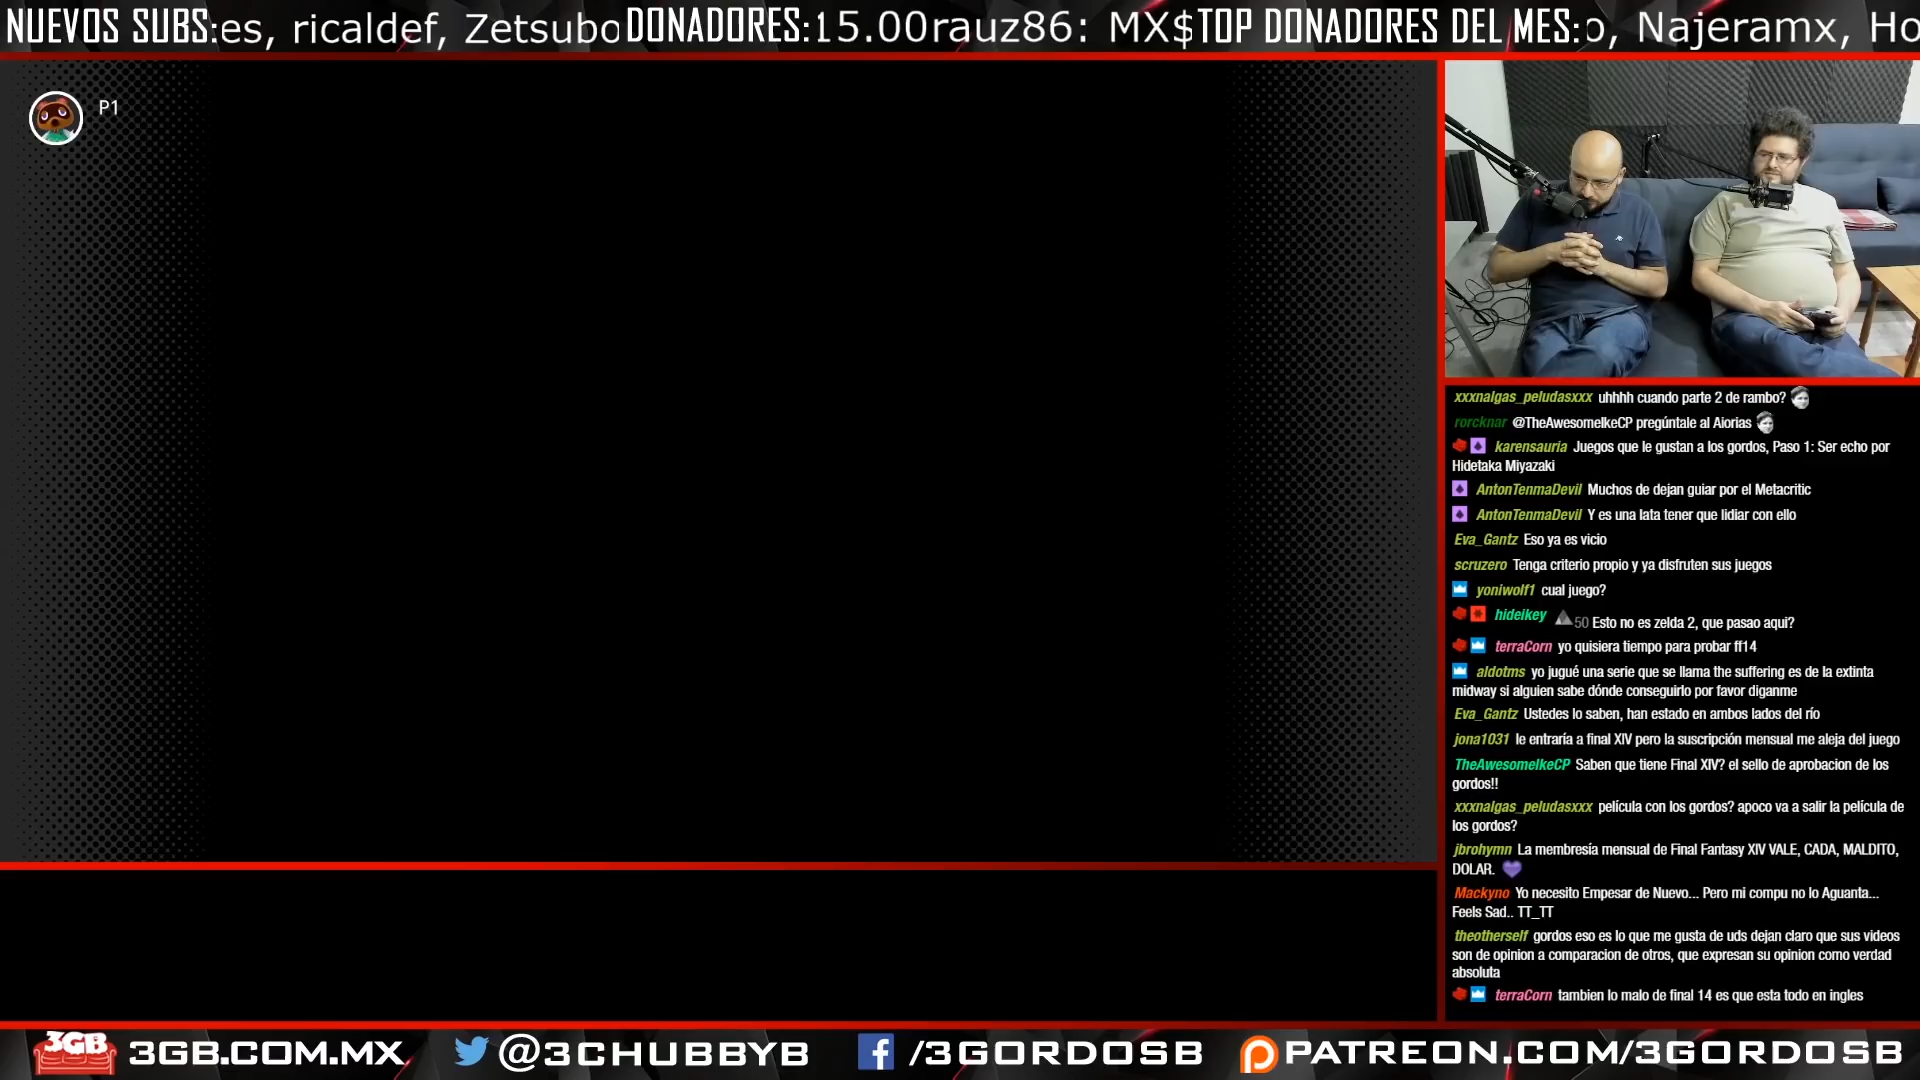 NUEVOS SUBS:es, ricaldef, Zetsubo DONADORES:15.00rauz86: MX$ TOP DONADORES DEL MES:o, Najeramx, Ho
P1
xxxnalgas_peludasxxx uhhhh cuando parte 2 de rambo?
rorcknar @TheAwesomeIkeCP pregúntale al Aiorias
karensauria Juegos que le gustan a los gordos, Paso 1: Ser echo por
Hidetaka Miyazaki
AntonTenmaDevil Muchos de dejan guiar por el Metacritic
AntonTenmaDevil Y es una lata tener que lidiar con ello
Eva_Gantz Eso ya es vicio
scruzero Tenga criterio propio y ya disfruten sus juegos
yoniwolf1 cual juego?
hideikey 50 Esto no es zelda 2, que pasao aqui?
terraCorn yo quisiera tiempo para probar ff14
aldotms yo jugué una serie que se llama the suffering es de la extinta
midway si alguien sabe dónde conseguirlo por favor diganme
Eva_Gantz Ustedes lo saben, han estado en ambos lados del río
jona1031 le entraría a final XIV pero la suscripción mensual me aleja del juego
TheAwesomeIkeCP Saben que tiene Final XIV? el sello de aprobacion de los
gordos!!
xxxnalgas_peludasxxx película con los gordos? apoco va a salir la película de
los gordos?
jbrohymn La membresía mensual de Final Fantasy XIV VALE, CADA, MALDITO,
DOLAR.
Mackyno Yo necesito Empesar de Nuevo... Pero mi compu no lo Aguanta...
Feels Sad.. TT_TT
theotherself gordos eso es lo que me gusta de uds dejan claro que sus videos
son de opinion a comparacion de otros, que expresan su opinion como verdad
absoluta
terraCorn tambien lo malo de final 14 es que esta todo en ingles
3GB 3GB.COM.MX @3CHUBBYB /3GORDOSB PATREON.COM/3GORDOSB